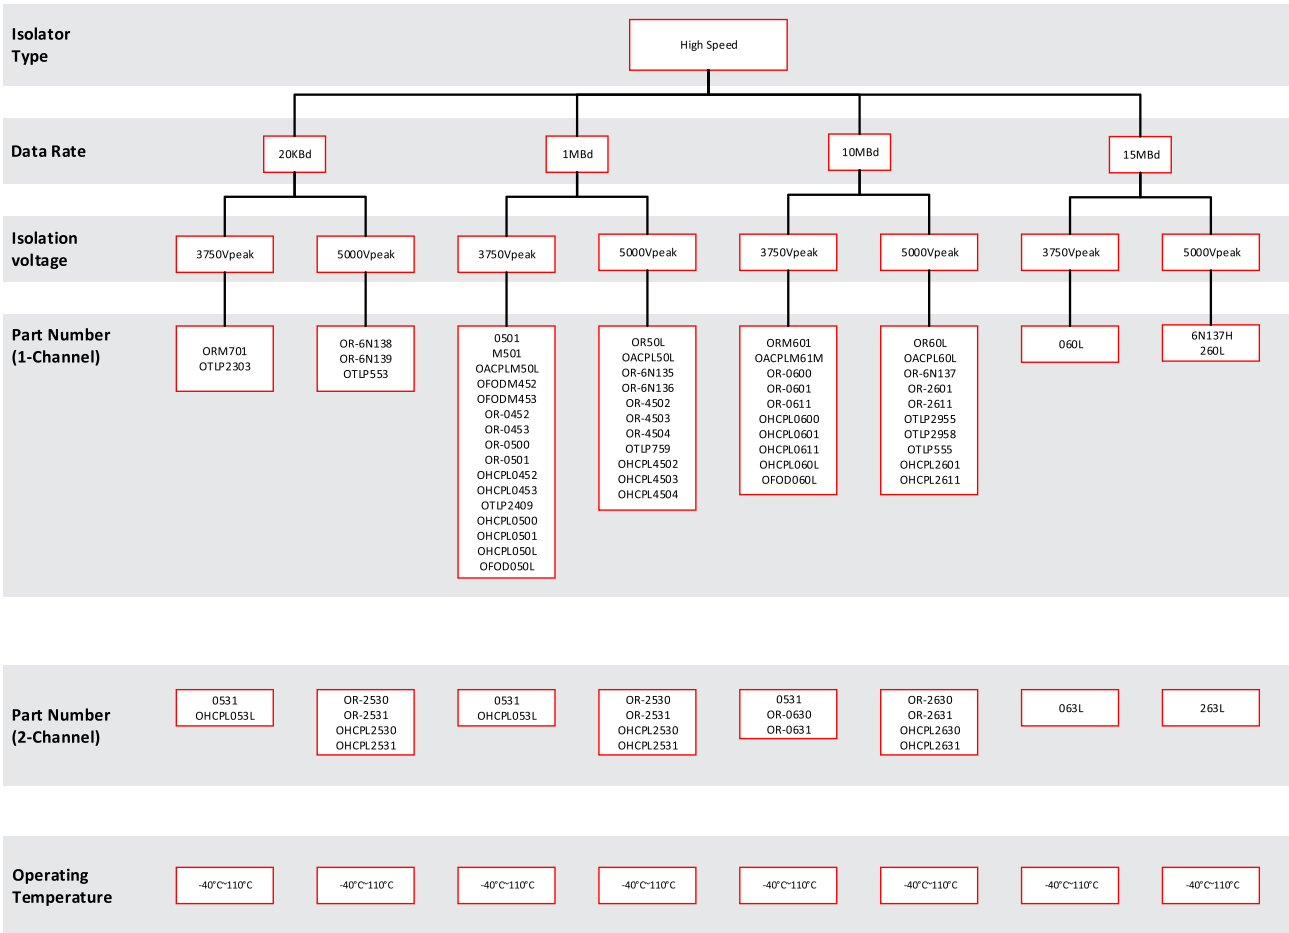 Isolator
Type
High Speed
Data Rate
20KBd
1MBd
10MBd
15MBd
Isolation
voltage
3750Vpeak
5000Vpeak
3750Vpeak
5000Vpeak
3750Vpeak
5000Vpeak
3750Vpeak
5000Vpeak
Part Number
(1-Channel)
ORM701
OTLP2303
OR-6N138
OR-6N139
OTLP553
0501
M501
OACPLM50L
OFODM452
OFODM453
OR-0452
OR-0453
OR-0500
OR-0501
OHCPL0452
OHCPL0453
OTLP2409
OHCPL0500
OHCPL0501
OHCPL050L
OFOD050L
OR50L
OACPL50L
OR-6N135
OR-6N136
OR-4502
OR-4503
OR-4504
OTLP759
OHCPL4502
OHCPL4503
OHCPL4504
ORM601
OACPLM61M
OR-0600
OR-0601
OR-0611
OHCPL0600
OHCPL0601
OHCPL0611
OHCPL060L
OFOD060L
OR60L
OACPL60L
OR-6N137
OR-2601
OR-2611
OTLP2955
OTLP2958
OTLP555
OHCPL2601
OHCPL2611
060L
6N137H
260L
Part Number
(2-Channel)
0531
OHCPL053L
OR-2530
OR-2531
OHCPL2530
OHCPL2531
0531
OHCPL053L
OR-2530
OR-2531
OHCPL2530
OHCPL2531
0531
OR-0630
OR-0631
OR-2630
OR-2631
OHCPL2630
OHCPL2631
063L
263L
Operating
Temperature
-40°C~110°C
-40°C~110°C
-40°C~110°C
-40°C~110°C
-40°C~110°C
-40°C~110°C
-40°C~110°C
-40°C~110°C